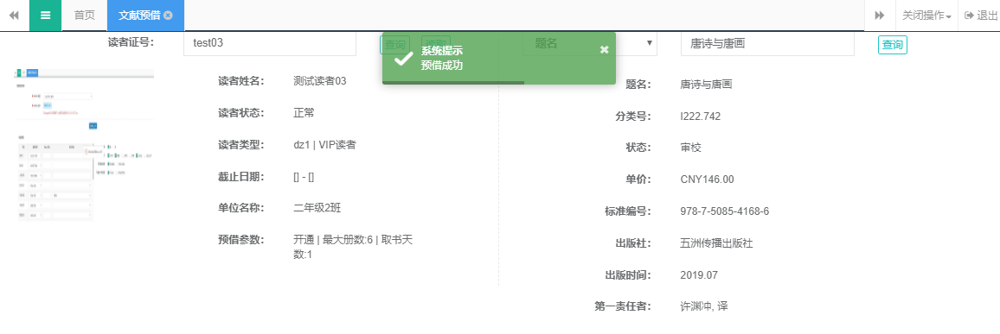 首页
文献预借
关闭操作
退出
读者证号：
test03
查询
读取
系统提示
预借成功
题名
唐诗与唐画
查询
读者姓名：
测试读者03
读者状态：
正常
读者类型：
dz1 | VIP读者
截止日期：
[] - []
单位名称：
二年级2班
预借参数：
开通 | 最大册数:6 | 取书天
数:1
题名：
唐诗与唐画
分类号：
I222.742
状态：
审校
单价：
CNY146.00
标准编号：
978-7-5085-4168-6
出版社：
五洲传播出版社
出版时间：
2019.07
第一责任者：
许渊冲, 译